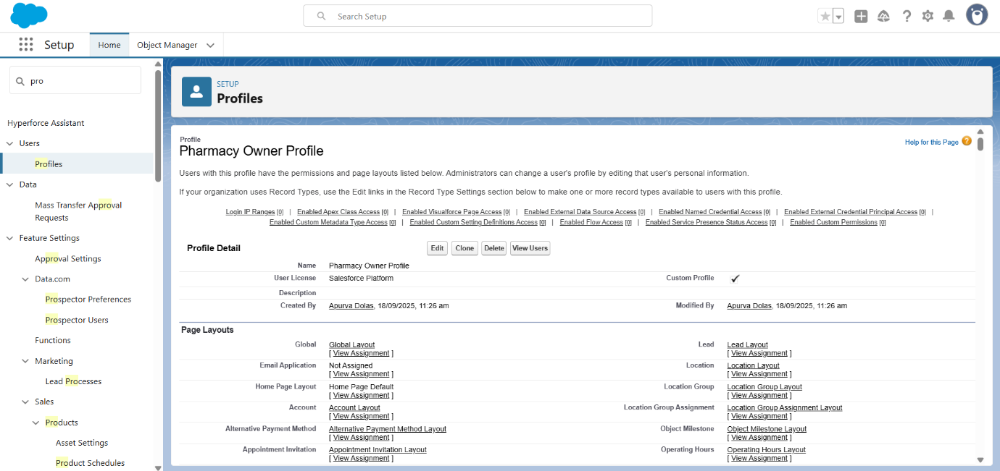 Search Setup
Setup
Home
Object Manager
pro
Hyperforce Assistant
Users
Profiles
Data
Mass Transfer Approval
Requests
Feature Settings
Approval Settings
Data.com
Prospector Preferences
Prospector Users
Functions
Marketing
Lead Processes
Sales
Products
Asset Settings
Product Schedules
SETUP
Profiles
Profile
Pharmacy Owner Profile
Help for this Page ?
Users with this profile have the permissions and page layouts listed below. Administrators can change a user's profile by editing that user's personal information.
If your organization uses Record Types, use the Edit links in the Record Type Settings section below to make one or more record types available to users with this profile.
Login IP Ranges [0] | Enabled Apex Class Access [0] | Enabled Visualforce Page Access [0] | Enabled External Data Source Access [0] | Enabled Named Credential Access [0] | Enabled External Credential Principal Access [0] |
Enabled Custom Metadata Type Access [0] | Enabled Custom Setting Definitions Access [0] | Enabled Flow Access [0] | Enabled Service Presence Status Access [0] | Enabled Custom Permissions [0]
Profile Detail Edit Clone Delete View Users
Name Pharmacy Owner Profile
User License Salesforce Platform Custom Profile ✓
Description
Created By Apurva Dolas, 18/09/2025, 11:26 am Modified By Apurva Dolas, 18/09/2025, 11:26 am
Page Layouts
Global Global Layout Lead Lead Layout
[ View Assignment ] [ View Assignment ]
Email Application Not Assigned Location Location Layout
[ View Assignment ] [ View Assignment ]
Home Page Layout Home Page Default Location Group Location Group Layout
[ View Assignment ] [ View Assignment ]
Account Account Layout Location Group Assignment Location Group Assignment Layout
[ View Assignment ] [ View Assignment ]
Alternative Payment Method Alternative Payment Method Layout Object Milestone Object Milestone Layout
[ View Assignment ] [ View Assignment ]
Appointment Invitation Appointment Invitation Layout Operating Hours Operating Hours Layout
[ View Assignment ] [ View Assignment ]